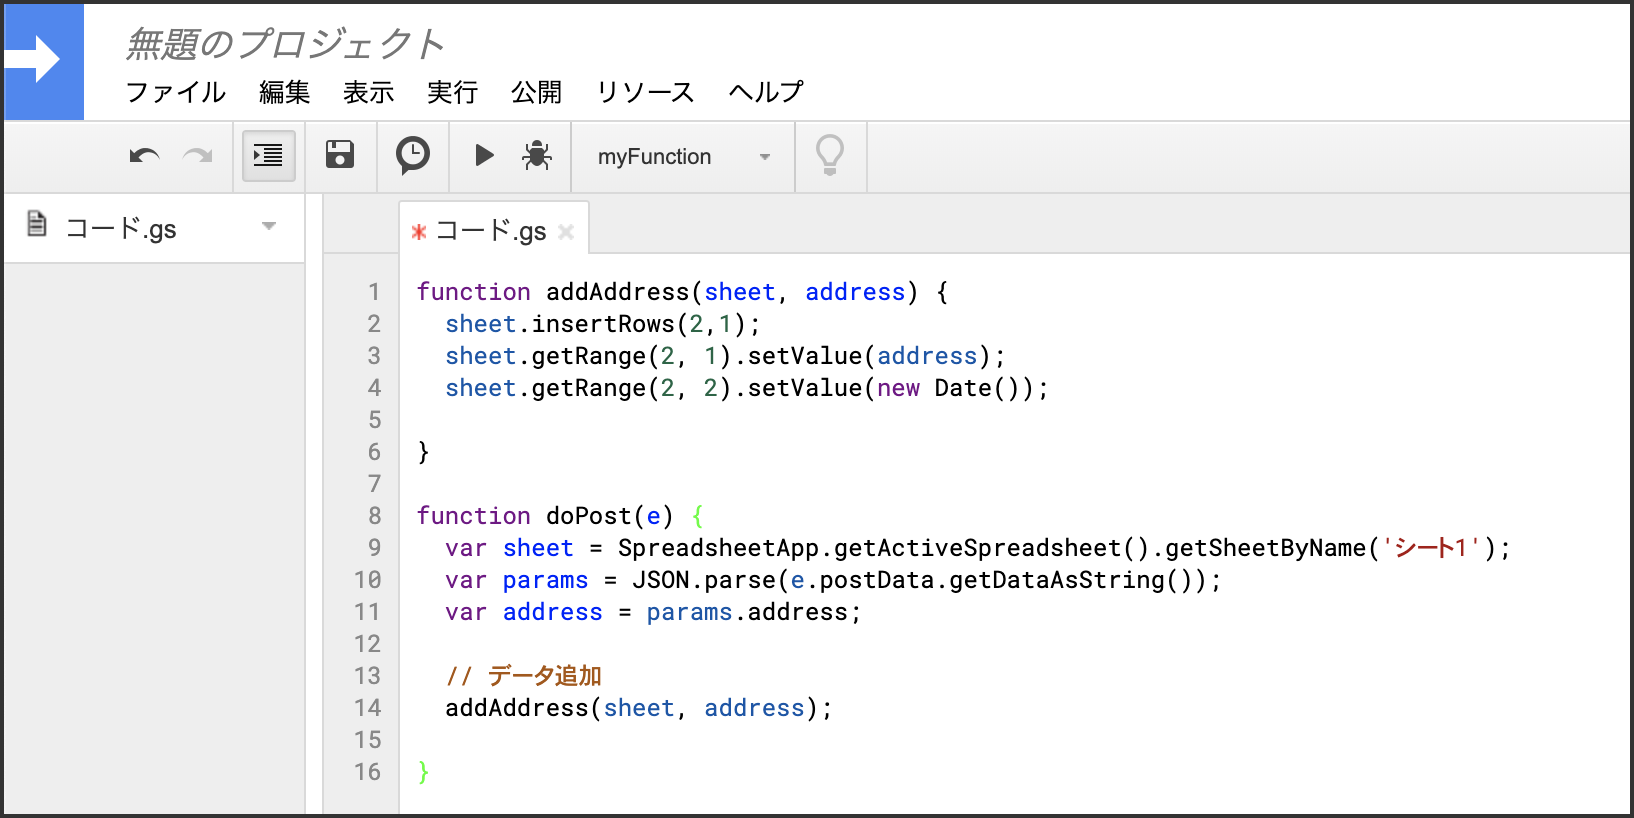 無題のプロジェクト
ファイル 編集 表示 実行 公開 リソース ヘルプ
myFunction
コード.gs
コード.gs
1 function addAddress(sheet, address) {
2   sheet.insertRows(2,1);
3   sheet.getRange(2, 1).setValue(address);
4   sheet.getRange(2, 2).setValue(new Date());
5
6 }
7
8 function doPost(e) {
9   var sheet = SpreadsheetApp.getActiveSpreadsheet().getSheetByName('シート1');
10   var params = JSON.parse(e.postData.getDataAsString());
11   var address = params.address;
12
13   // データ追加
14   addAddress(sheet, address);
15
16 }